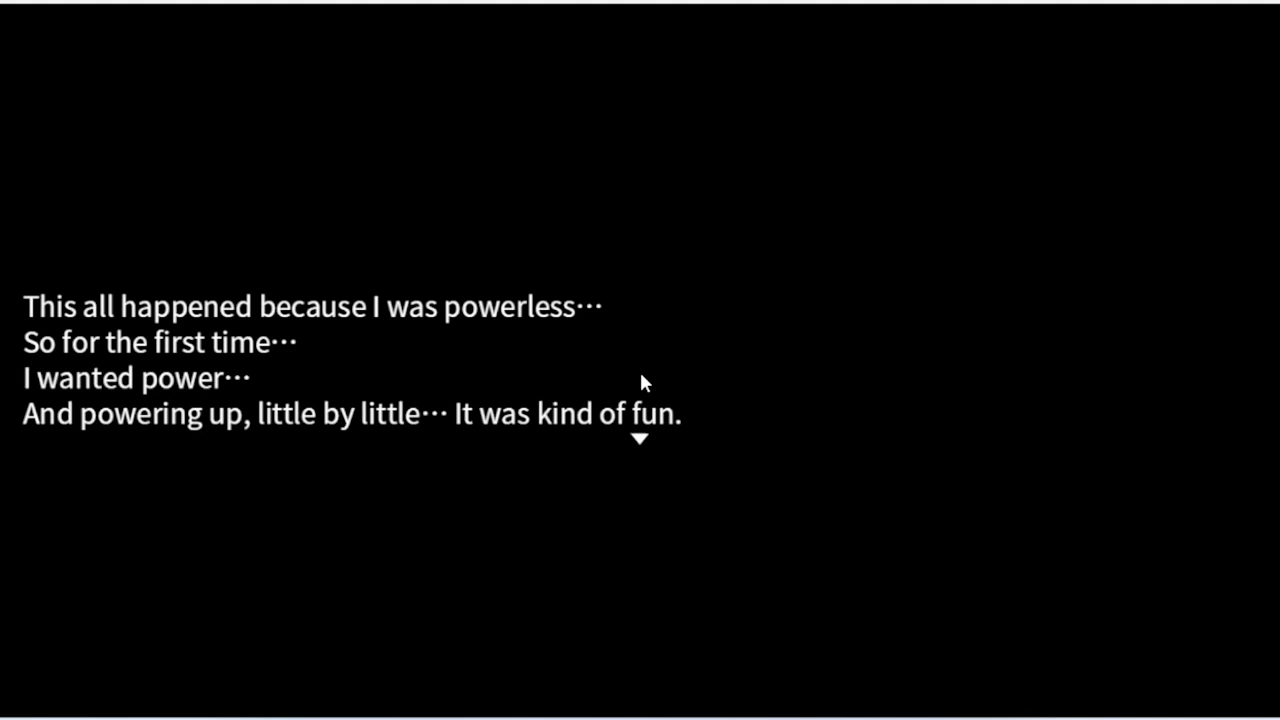 This all happened because I was powerless···
So for the first time···
I wanted power···
And powering up, little by little··· It was kind of fun.